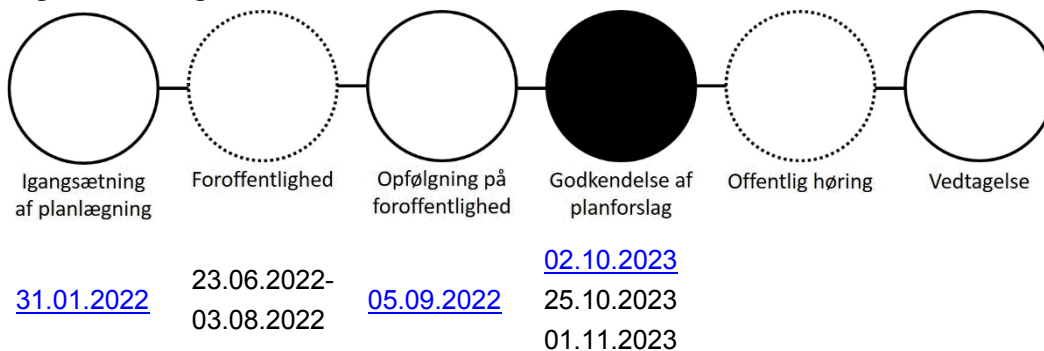 Igangsætning
af planlægning
Foroffentlighed
Opfølgning på
foroffentlighed
Godkendelse af
planforslag
Offentlig høring
Vedtagelse
31.01.2022
23.06.2022-
03.08.2022
05.09.2022
02.10.2023
25.10.2023
01.11.2023